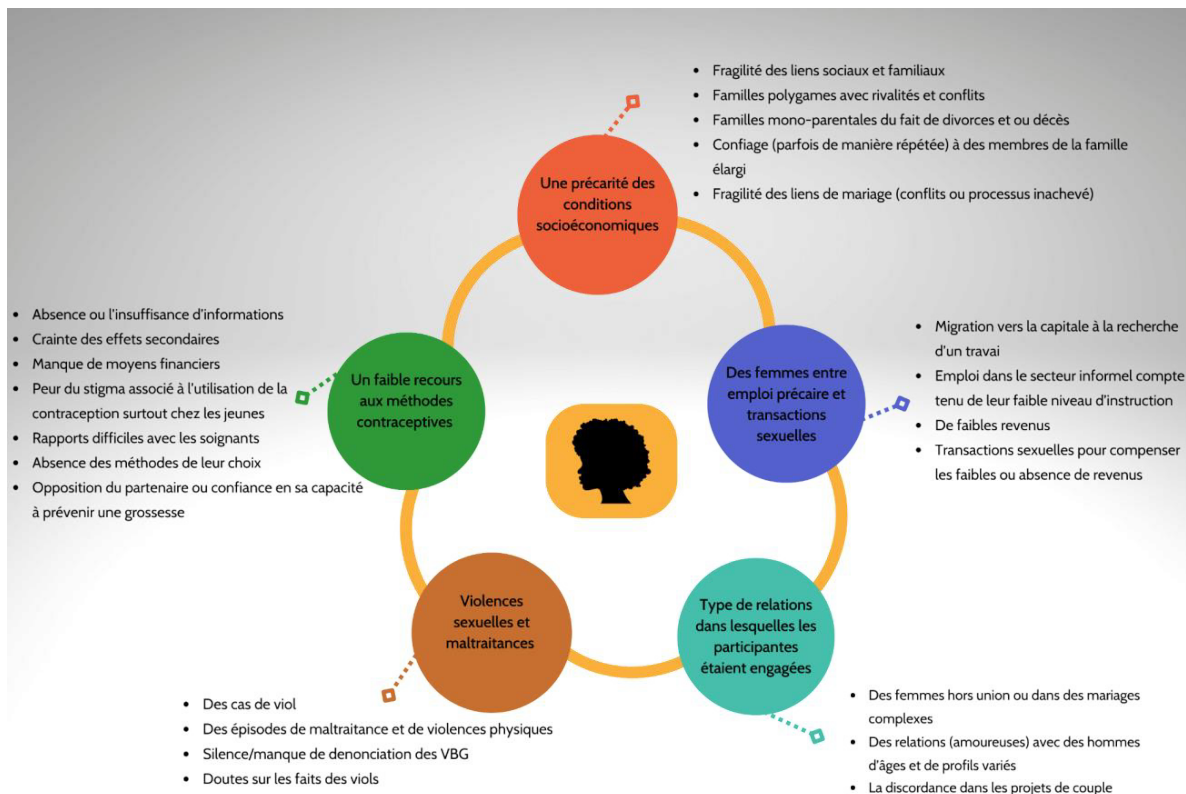 • Fragilité des liens sociaux et familiaux
• Familles polygames avec rivalités et conflits
• Familles mono-parentales du fait de divorces et ou décès
• Confiage (parfois de manière répétée) à des membres de la famille
élargi
• Fragilité des liens de mariage (conflits ou processus inachevé)
Une précarité des
conditions
socioéconomiques
• Absence ou l'insuffisance d'informations
• Crainte des effets secondaires
• Manque de moyens financiers
• Peur du stigma associé à l'utilisation de la
contraception surtout chez les jeunes
• Rapports difficiles avec les soignants
• Absence des méthodes de leur choix
• Opposition du partenaire ou confiance en sa capacité
à prévenir une grossesse
Un faible recours
aux méthodes
contraceptives
Des femmes entre
emploi précaire et
transactions
sexuelles
• Migration vers la capitale à la recherche
d'un travai
• Emploi dans le secteur informel compte
tenu de leur faible niveau d'instruction
• De faibles revenus
• Transactions sexuelles pour compenser
les faibles ou absence de revenus
Violences
sexuelles et
maltraitances
Type de relations
dans lesquelles les
participantes
étaient engagées
• Des cas de viol
• Des épisodes de maltraitance et de violences physiques
• Silence/manque de denonciation des VBG
• Doutes sur les faits des viols
• Des femmes hors union ou dans des mariages
complexes
• Des relations (amoureuses) avec des hommes
d'âges et de profils variés
• La discordance dans les projets de couple